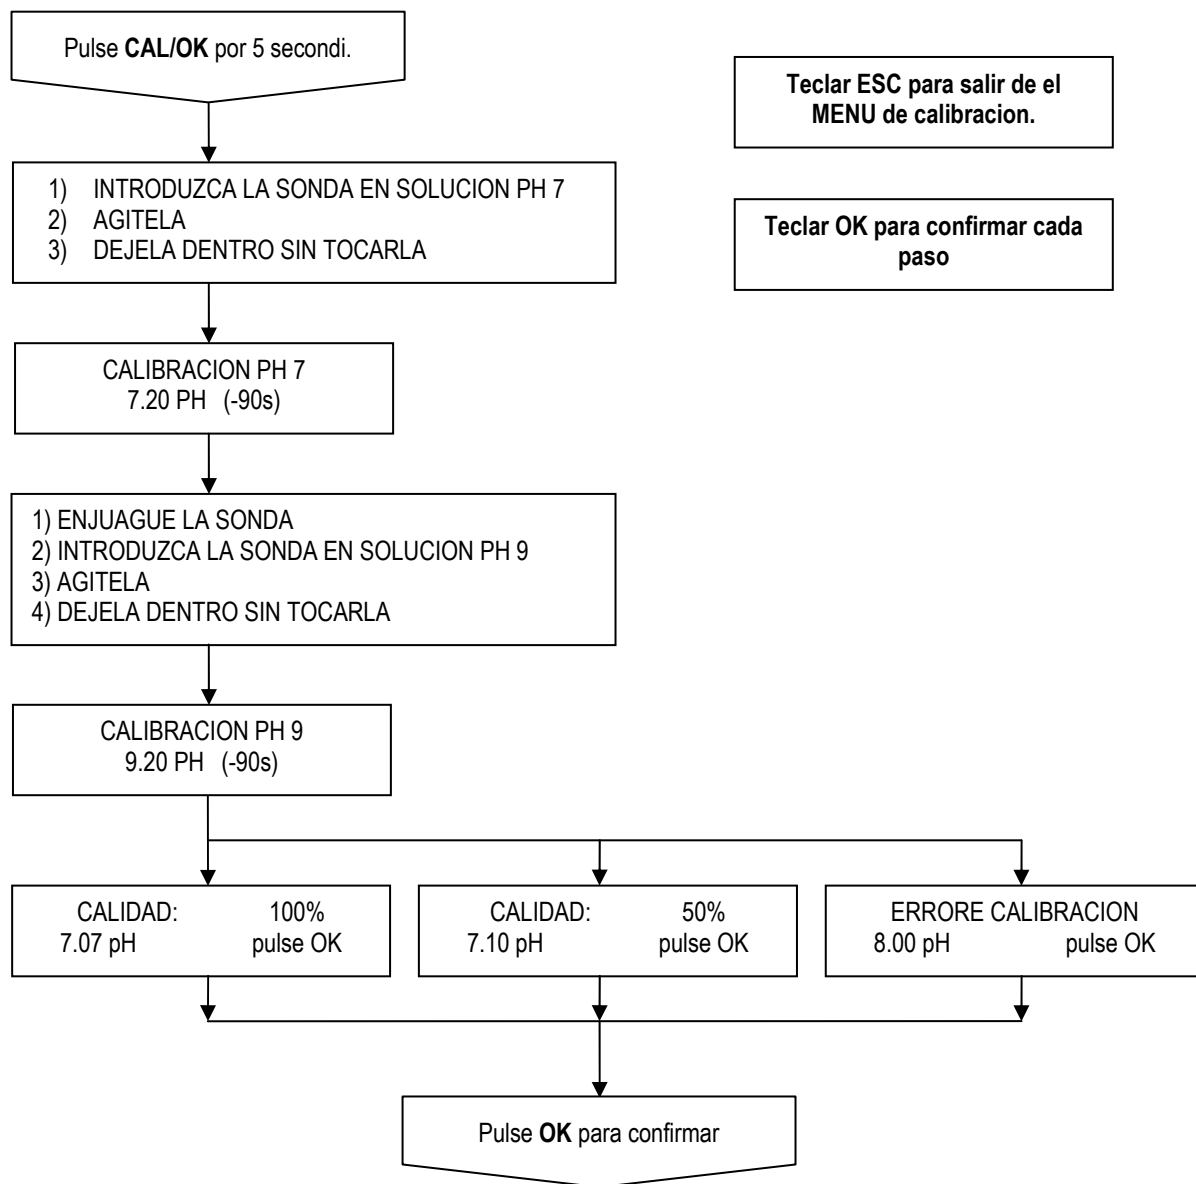 Pulse CAL/OK por 5 secondi.
Teclar ESC para salir de el
MENU de calibracion.
1) INTRODUZCA LA SONDA EN SOLUCION PH 7
2) AGITELA
3) DEJELA DENTRO SIN TOCARLA
Teclar OK para confirmar cada
paso
CALIBRACION PH 7
7.20 PH (-90s)
1) ENJUAGUE LA SONDA
2) INTRODUZCA LA SONDA EN SOLUCION PH 9
3) AGITELA
4) DEJELA DENTRO SIN TOCARLA
CALIBRACION PH 9
9.20 PH (-90s)
CALIDAD: 100%
7.07 pH pulse OK
CALIDAD: 50%
7.10 pH pulse OK
ERRORE CALIBRACION
8.00 pH pulse OK
Pulse OK para confirmar